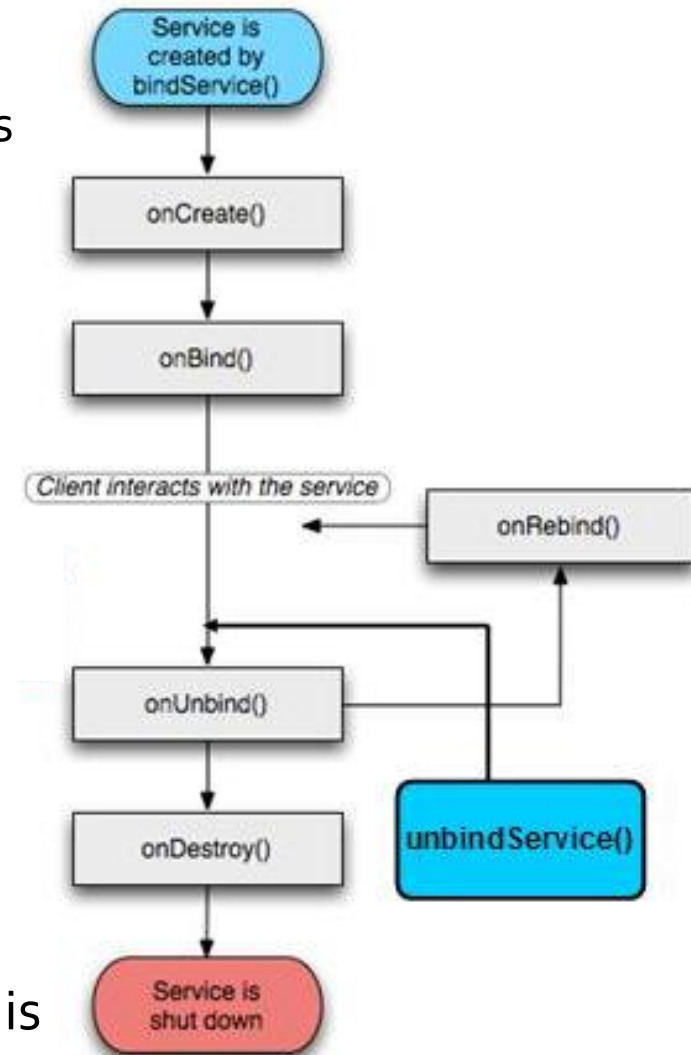 Service is
created by
bindService()
s
onCreate()
onBind()
Client interacts with the service
onRebind()
onUnbind()
unbindService()
onDestroy()
Service is
shut down
is